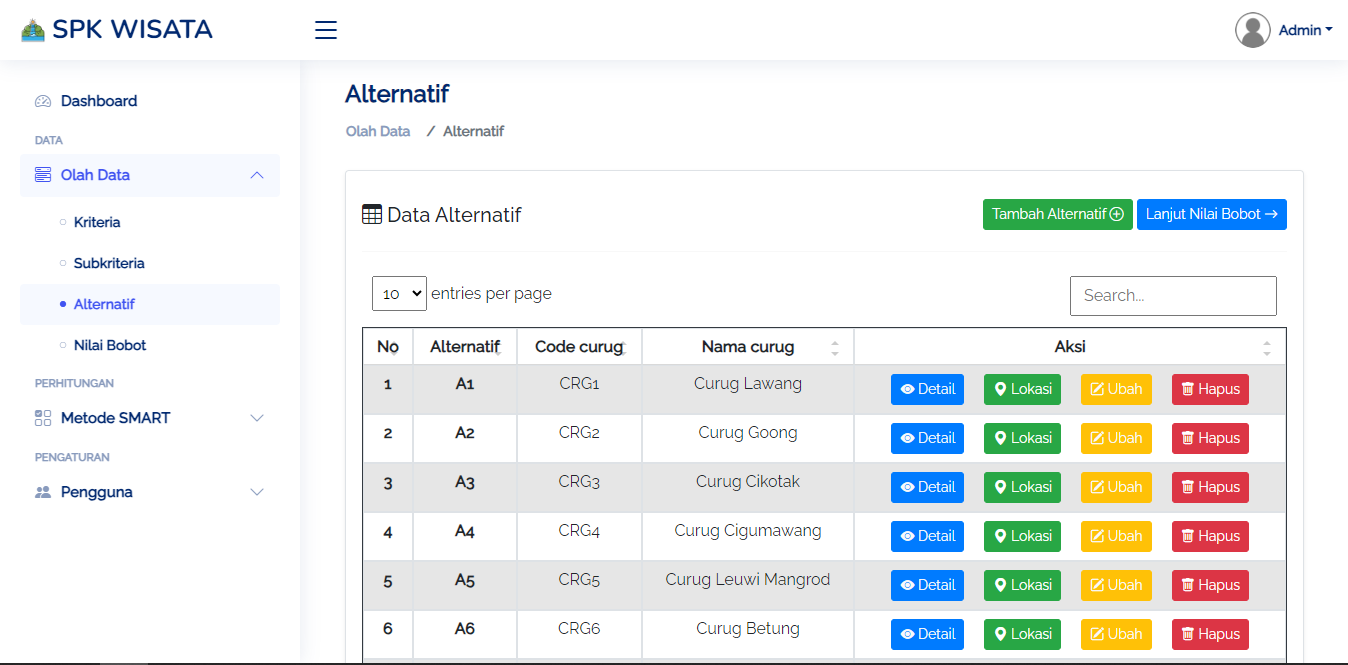 SPK WISATA
Admin
Dashboard
DATA
Olah Data
Kriteria
Subkriteria
Alternatif
Nilai Bobot
PERHITUNGAN
Metode SMART
PENGATURAN
Pengguna
Alternatif
Olah Data / Alternatif
Data Alternatif Tambah Alternatif Lanjut Nilai Bobot →
10 entries per page Search...
No Alternatif Code curug Nama curug Aksi
1 A1 CRG1 Curug Lawang Detail Lokasi Ubah Hapus
2 A2 CRG2 Curug Goong Detail Lokasi Ubah Hapus
3 A3 CRG3 Curug Cikotak Detail Lokasi Ubah Hapus
4 A4 CRG4 Curug Cigumawang Detail Lokasi Ubah Hapus
5 A5 CRG5 Curug Leuwi Mangrod Detail Lokasi Ubah Hapus
6 A6 CRG6 Curug Betung Detail Lokasi Ubah Hapus